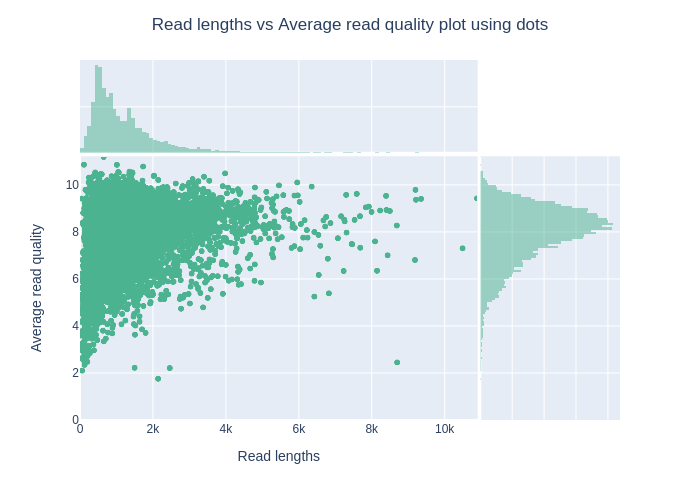 Read lengths vs Average read quality plot using dots
10
8
6
4
2
0
0
2k
4k
6k
8k
10k
Average read quality
Read lengths